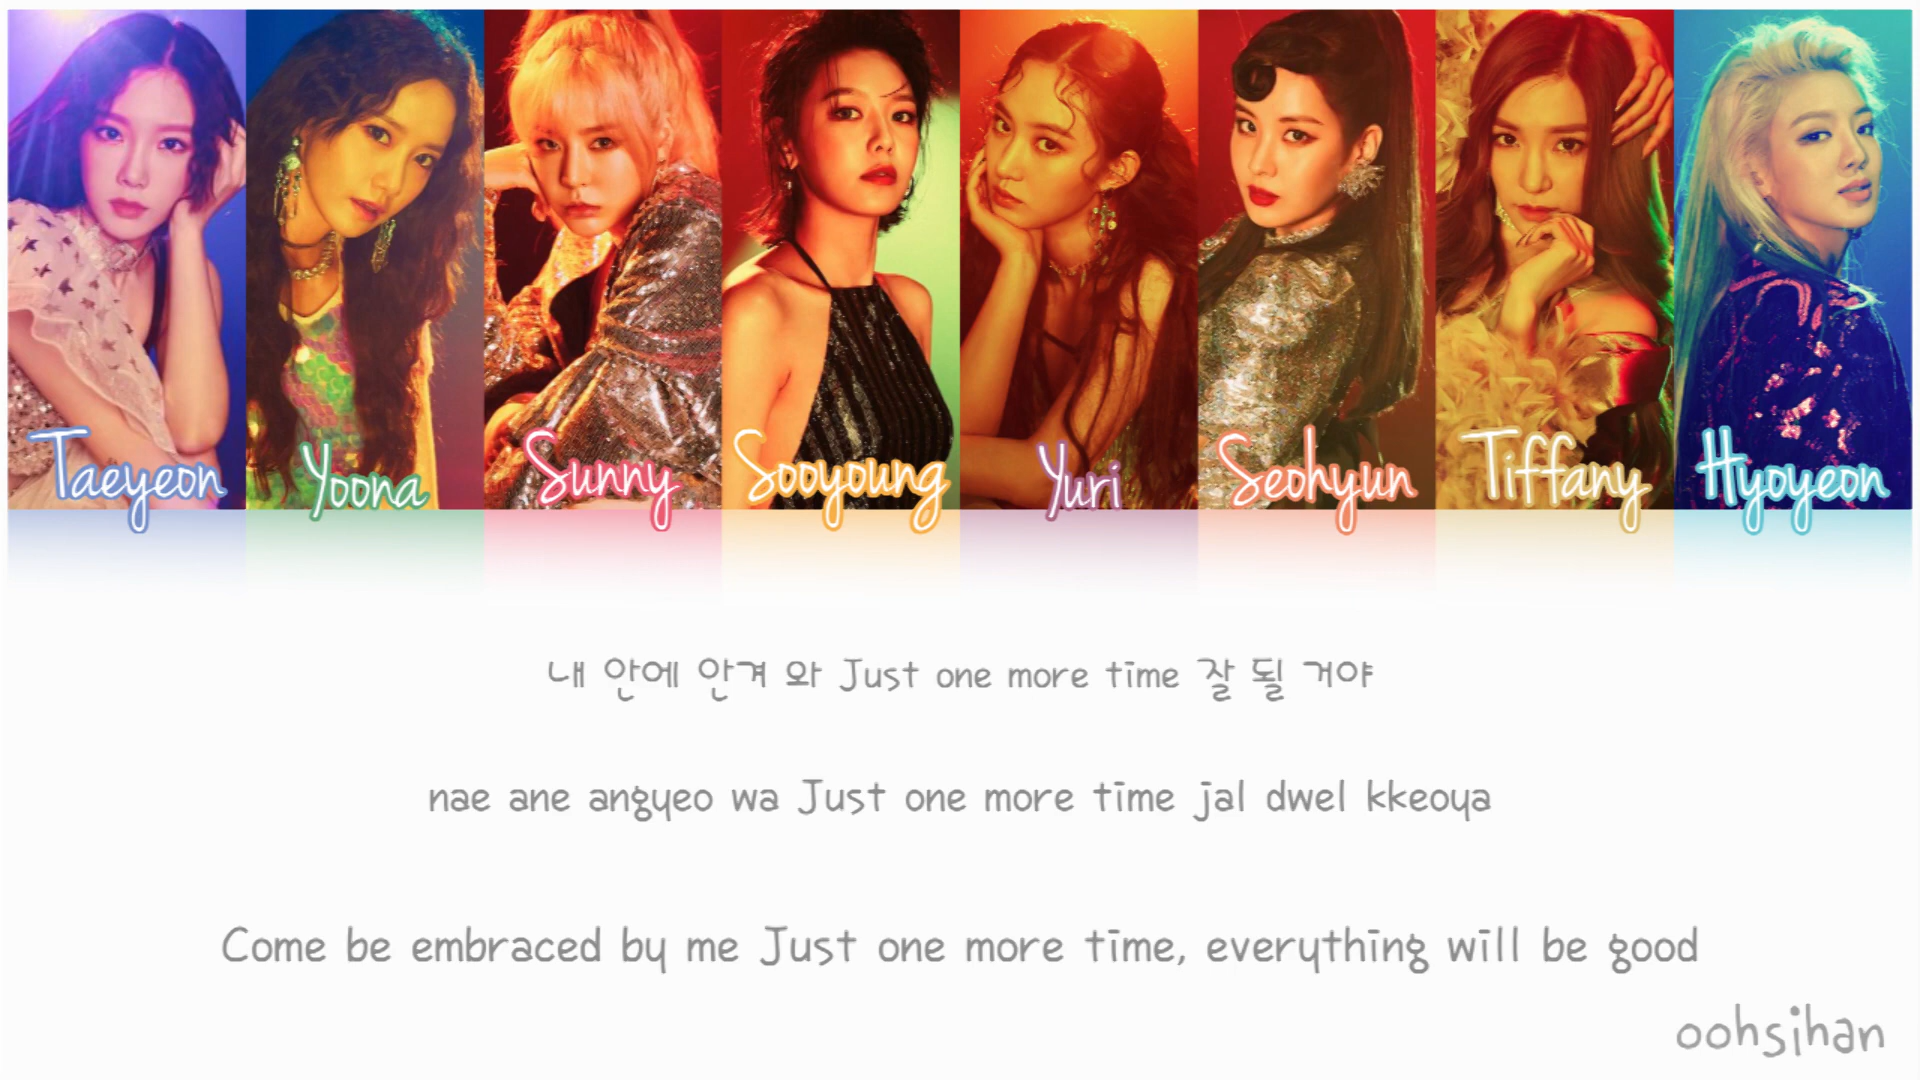 Taeyeon Yoona Sunny Sooyoung Yuri Seohyun Tiffany Hyoyeon
내 안에 안겨 와 Just one more time 잘 될 거야
nae ane angyeo wa Just one more time jal dwel kkeoya
Come be embraced by me Just one more time, everything will be good
oohsihan